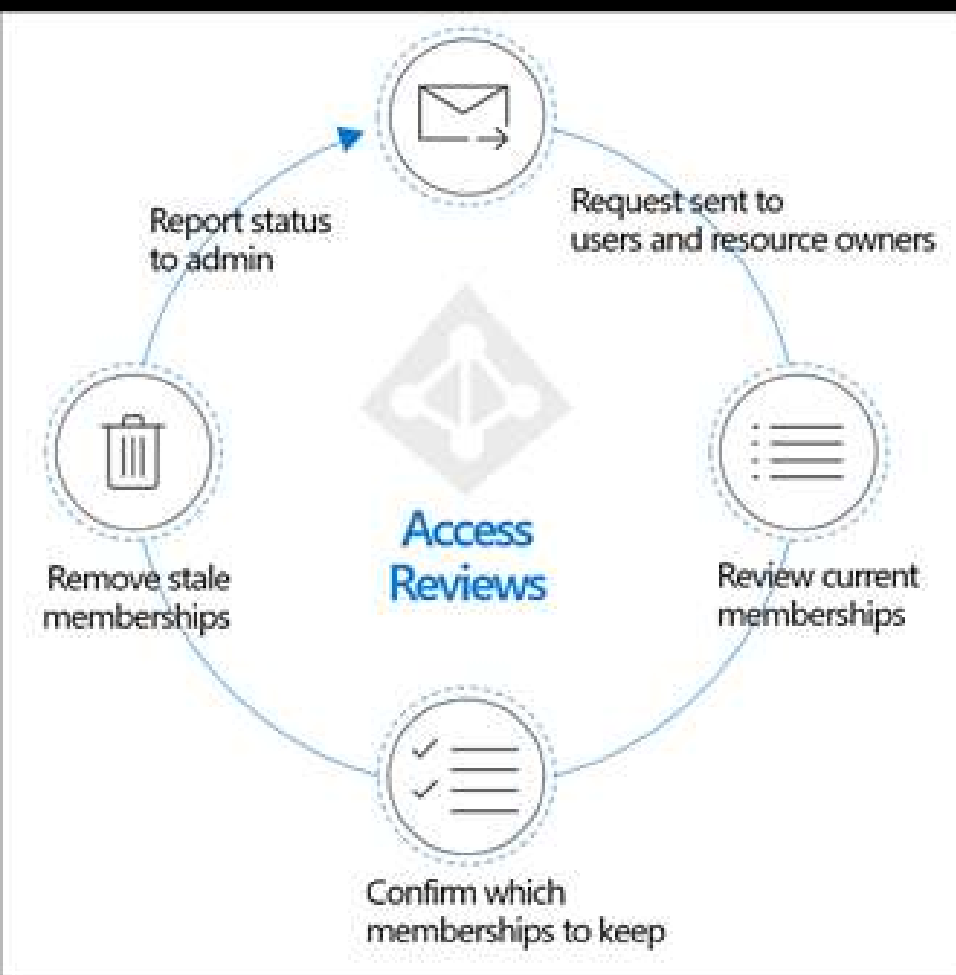 Request sent to
users and resource owners
Report status
to admin
Access
Reviews
Review current
memberships
Remove stale
memberships
Confirm which
memberships to keep